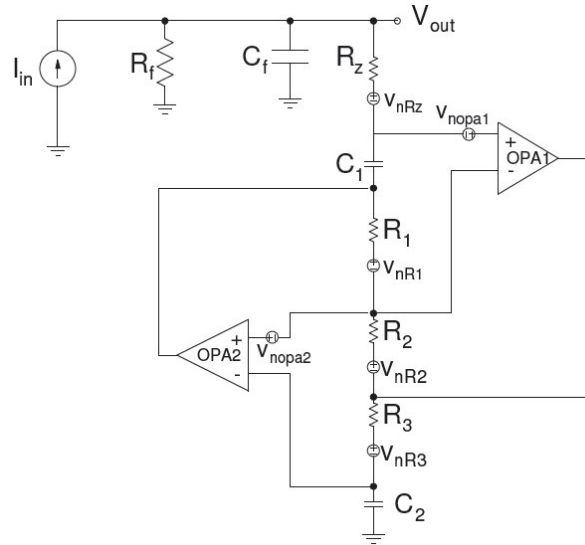 V_out
I_in
R_f
C_f
R_z
v_nRz
v_nopa1
+
OPA1
-
C_1
R_1
v_nR1
+
OPA2
-
v_nopa2
R_2
v_nR2
R_3
v_nR3
C_2